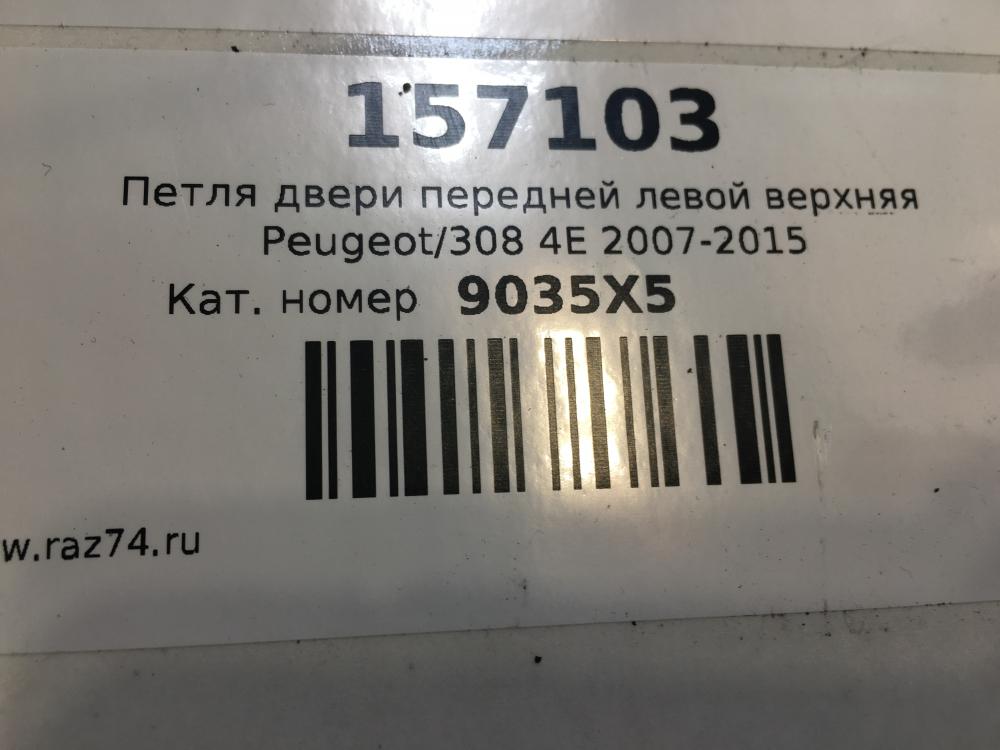 157103
Петля двери передней левой верхняя
Peugeot/308 4E 2007-2015
Кат. номер 9035X5
w.raz74.ru